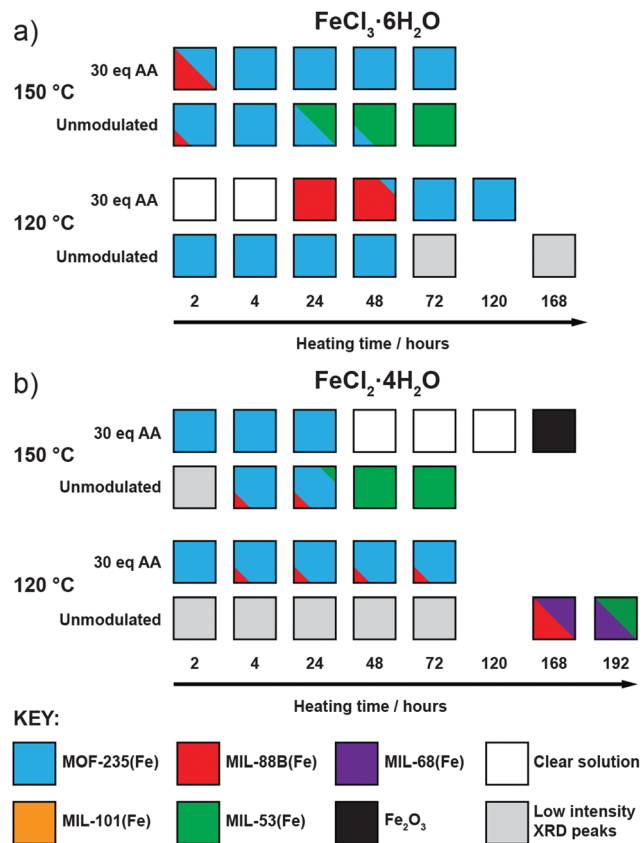 a)
FeCl₃·6H₂O
150 °C
30 eq AA
Unmodulated
120 °C
30 eq AA
Unmodulated
2 4 24 48 72 120 168
Heating time / hours
b)
FeCl₂·4H₂O
150 °C
30 eq AA
Unmodulated
120 °C
30 eq AA
Unmodulated
2 4 24 48 72 120 168 192
Heating time / hours
KEY:
MOF-235(Fe) MIL-88B(Fe) MIL-68(Fe) Clear solution
MIL-101(Fe) MIL-53(Fe) Fe₂O₃ Low intensity
XRD peaks